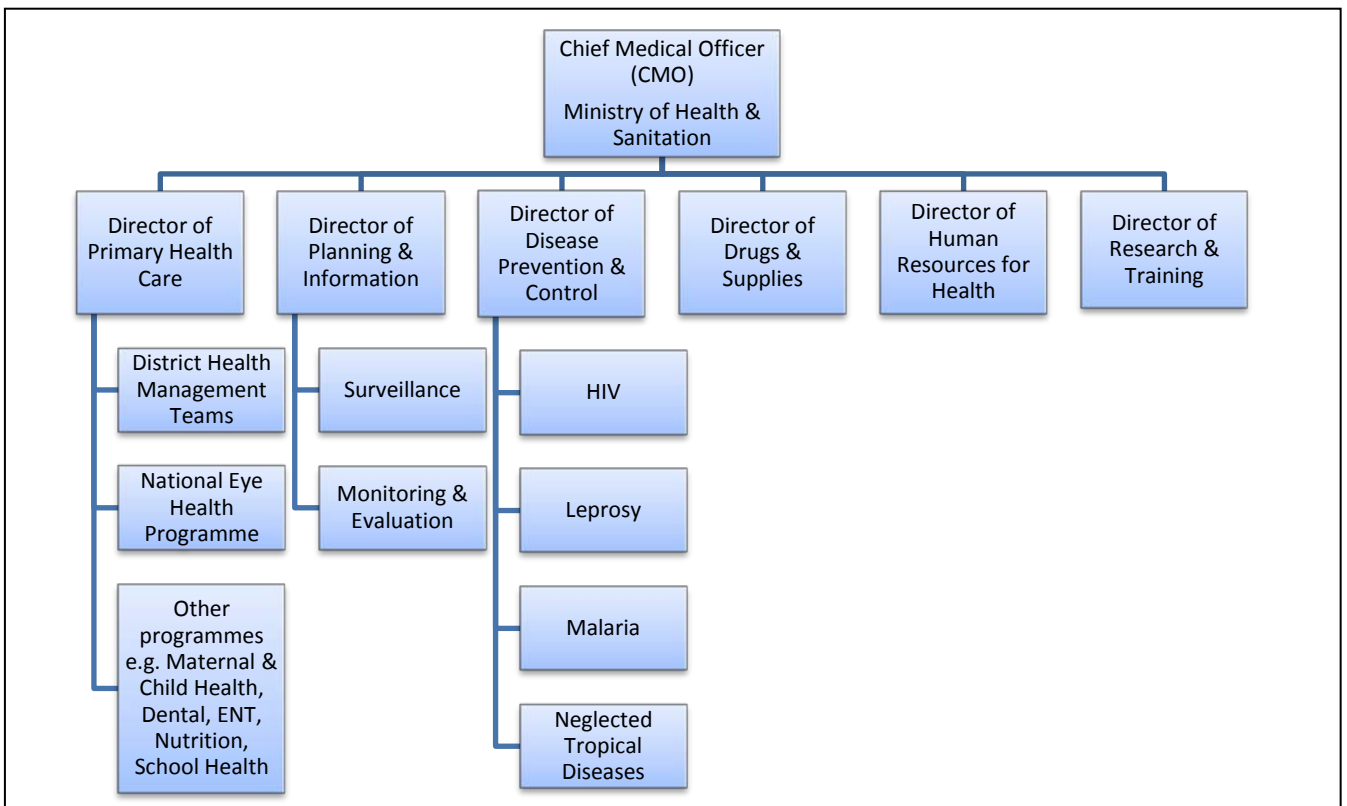 Chief Medical Officer
(CMO)
Ministry of Health &
Sanitation
Director of
Primary Health
Care
Director of
Planning &
Information
Director of
Disease
Prevention &
Control
Director of
Drugs &
Supplies
Director of
Human
Resources for
Health
Director of
Research &
Training
District Health
Management
Teams
National Eye
Health
Programme
Other
programmes
e.g. Maternal &
Child Health,
Dental, ENT,
Nutrition,
School Health
Surveillance
Monitoring &
Evaluation
HIV
Leprosy
Malaria
Neglected
Tropical
Diseases